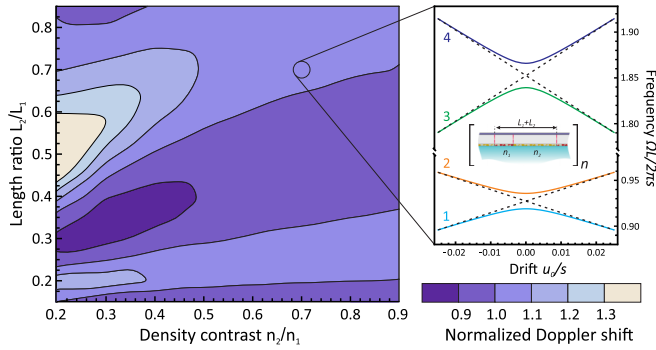 0.8
0.7
0.6
0.5
0.4
0.3
0.2
Length ratio L₂/L₁
0.2 0.3 0.4 0.5 0.6 0.7 0.8 0.9
Density contrast n₂/n₁
4
3
2
1
L₁+L₂
n₁ n₂
n
1.90
1.85
1.80
0.95
0.90
Frequency ΩL/2πs
-0.02 -0.01 0.00 0.01 0.02
Drift u₀/s
0.9 1.0 1.1 1.2 1.3
Normalized Doppler shift